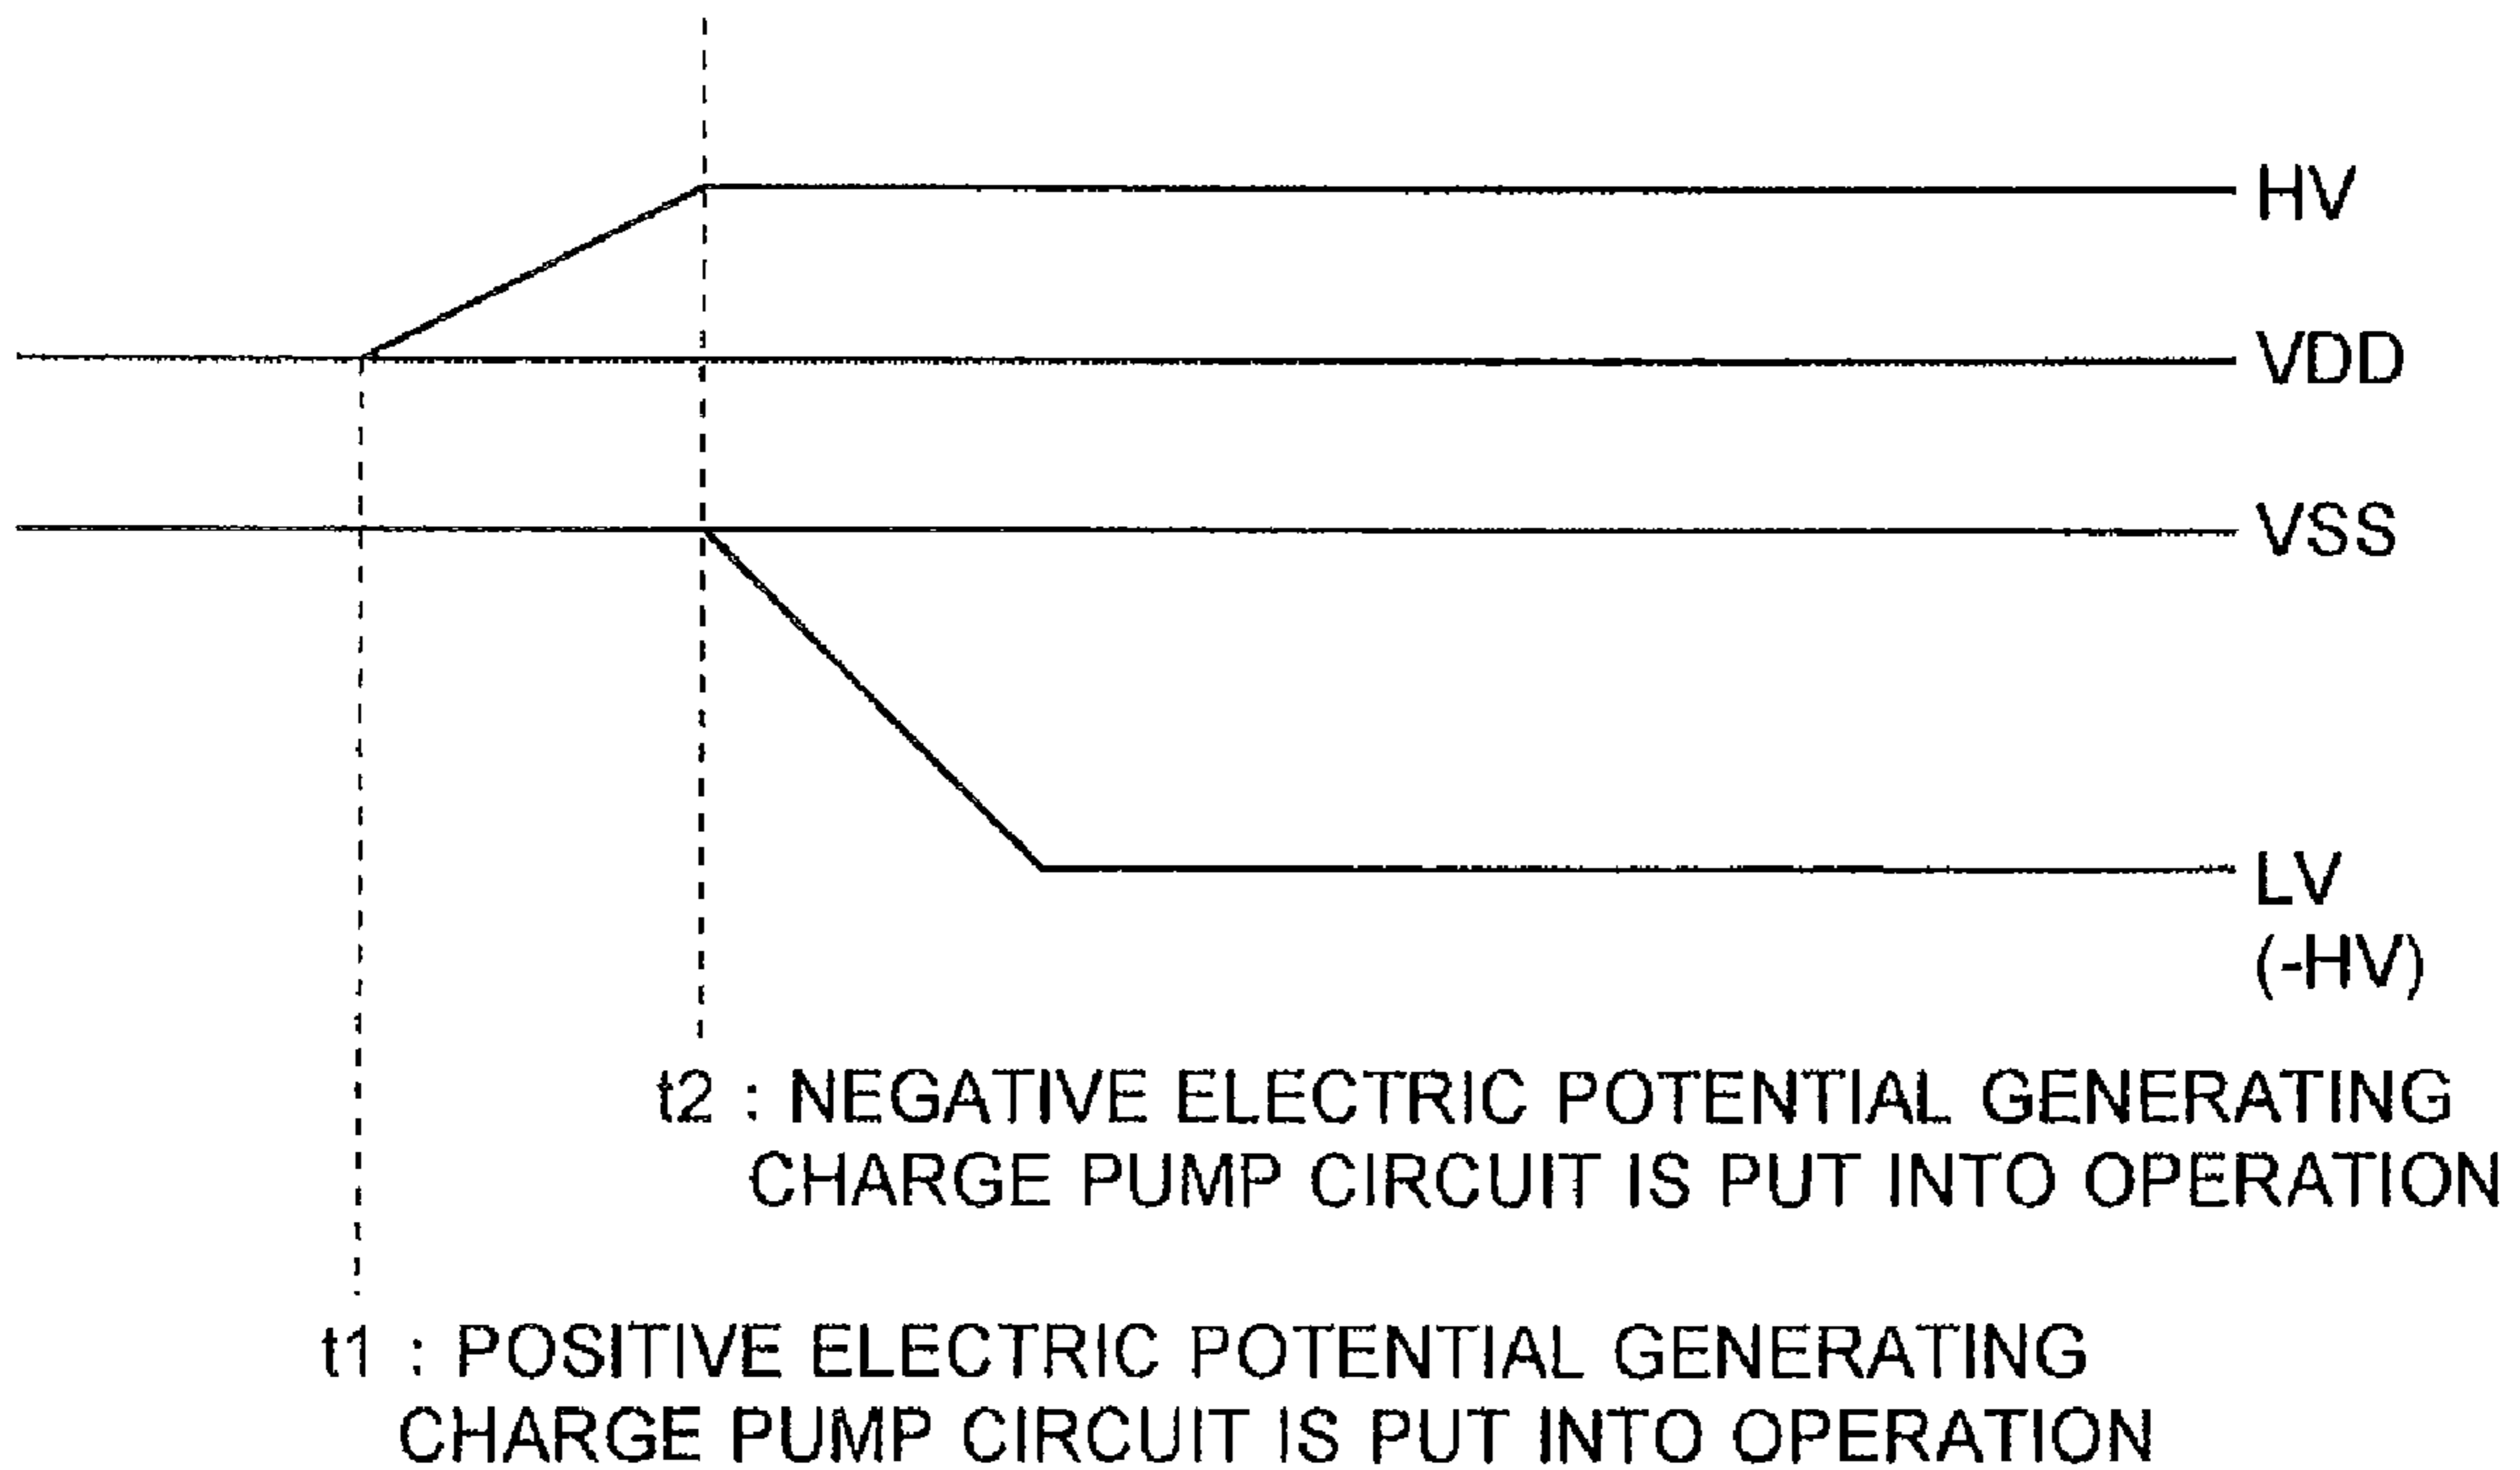 HV
VDD
VSS
LV
(-HV)
t2 : NEGATIVE ELECTRIC POTENTIAL GENERATING
CHARGE PUMP CIRCUIT IS PUT INTO OPERATION
t1 : POSITIVE ELECTRIC POTENTIAL GENERATING
CHARGE PUMP CIRCUIT IS PUT INTO OPERATION